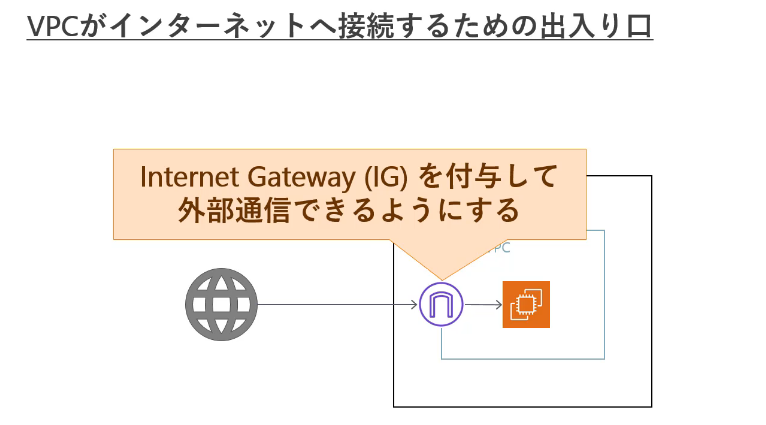 VPCがインターネットへ接続するための出入り口
Internet Gateway (IG) を付与して
外部通信できるようにする
VPC